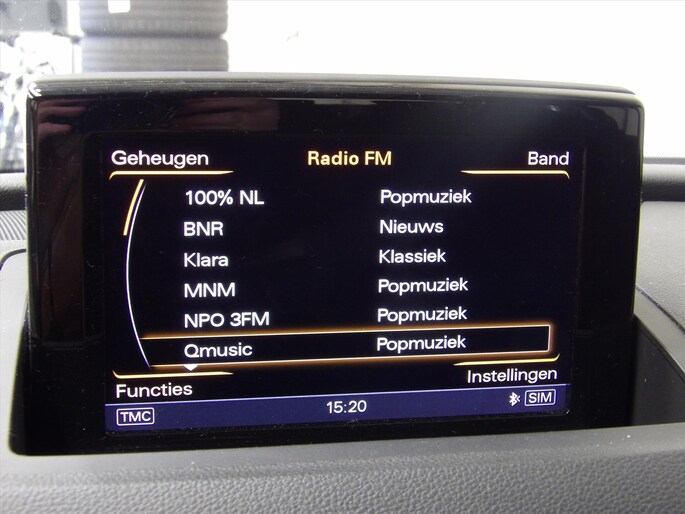 Geheugen Radio FM Band
100% NL Popmuziek
BNR Nieuws
Klara Klassiek
MNM Popmuziek
NPO 3FM Popmuziek
Qmusic Popmuziek
Functies Instellingen
TMC 15:20 SIM